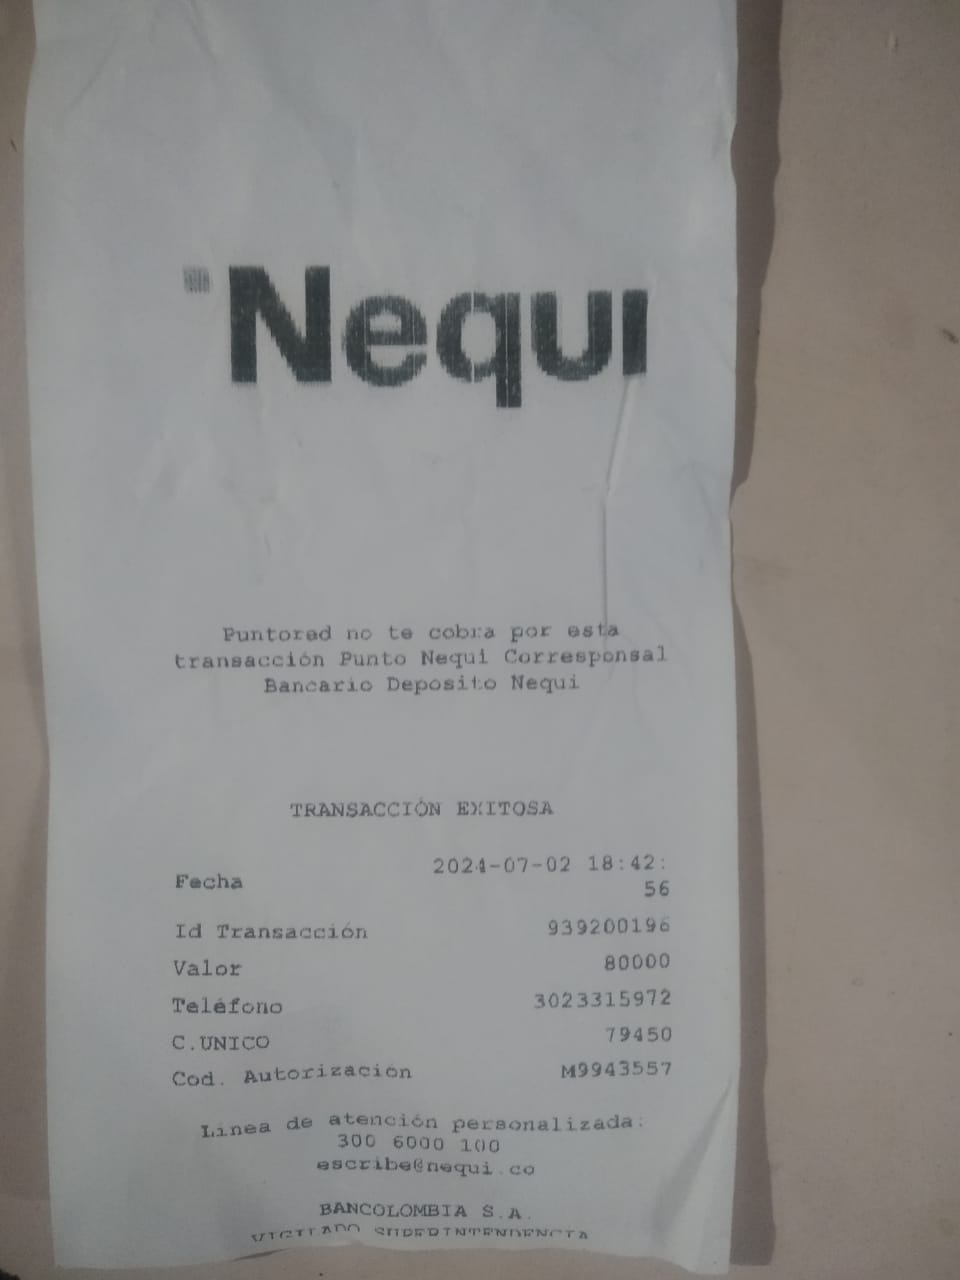 Nequi
Puntored no te cobra por esta
transacción Punto Nequi Corresponsal
Bancario Deposito Nequi
TRANSACCIÓN EXITOSA
Fecha 2024-07-02 18:42:
56
Id Transacción 939200196
Valor 80000
Teléfono 3023315972
C.UNICO 79450
Cod. Autorización M9943557
Linea de atención personalizada:
300 6000 100
escribe@nequi.co
BANCOLOMBIA S.A.
VIGILADO SUPERINTENDENCIA